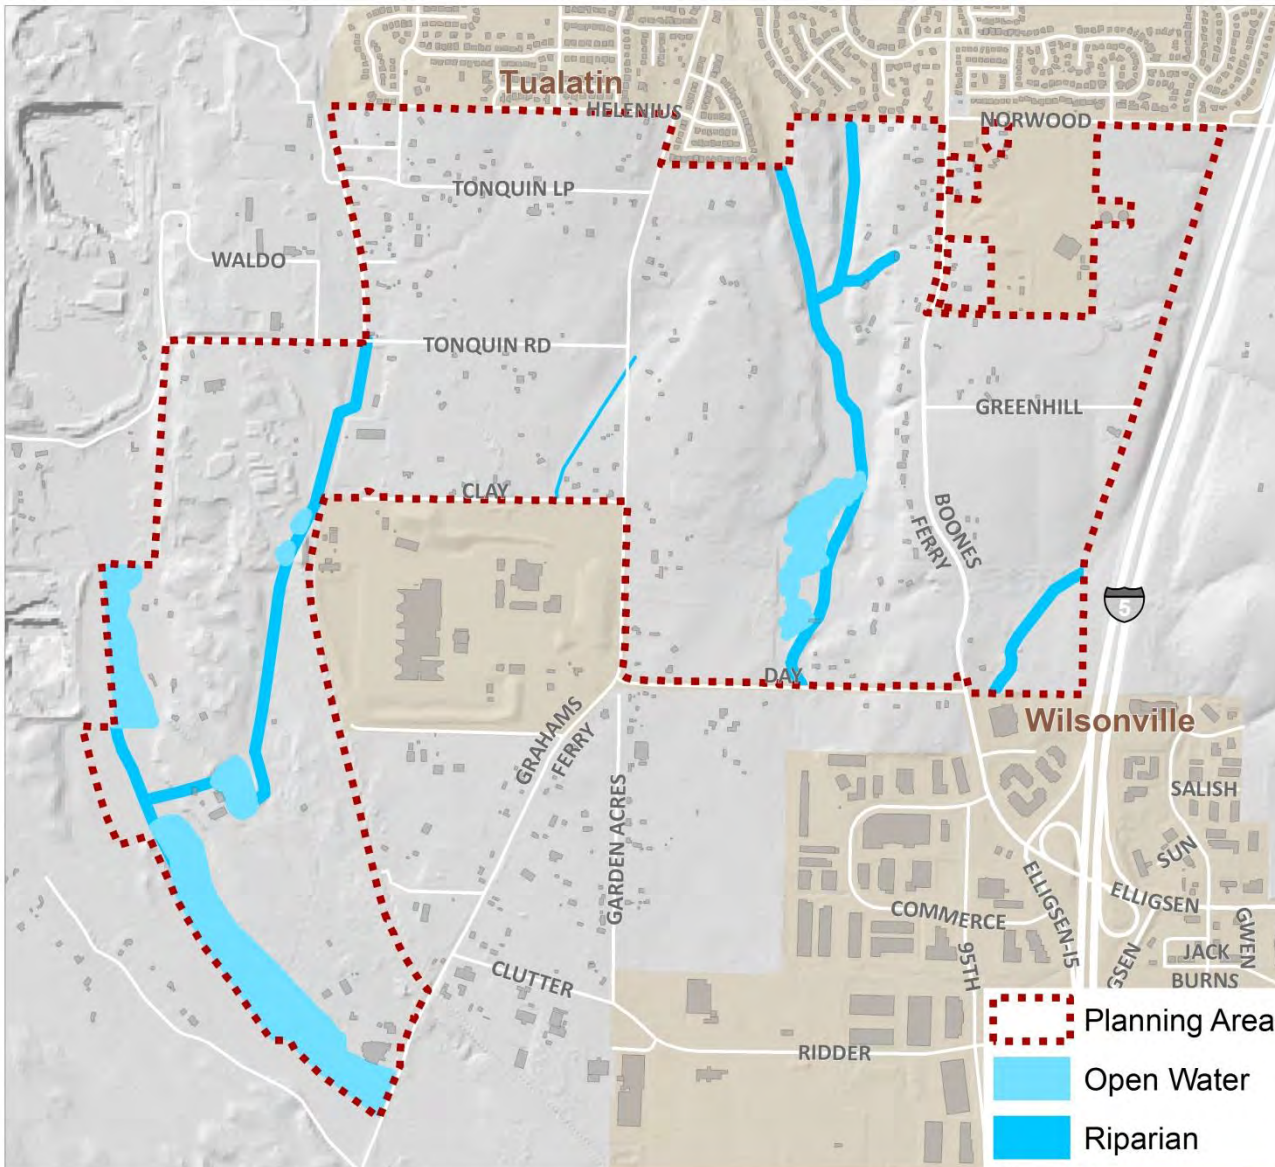 Tualatin
HELENIUS
NORWOOD
TONQUIN LP
WALDO
TONQUIN RD
GREENHILL
CLAY
BOONES
FERRY
5
DAY
Wilsonville
GRAHAMS
FERRY
GARDEN ACRES
SALISH
SUN
ELLIGSEN
ELLIGSEN-I5
COMMERCE
95TH
GWEN
GSEN
JACK
BURNS
CLUTTER
RIDDER
Planning Area
Open Water
Riparian